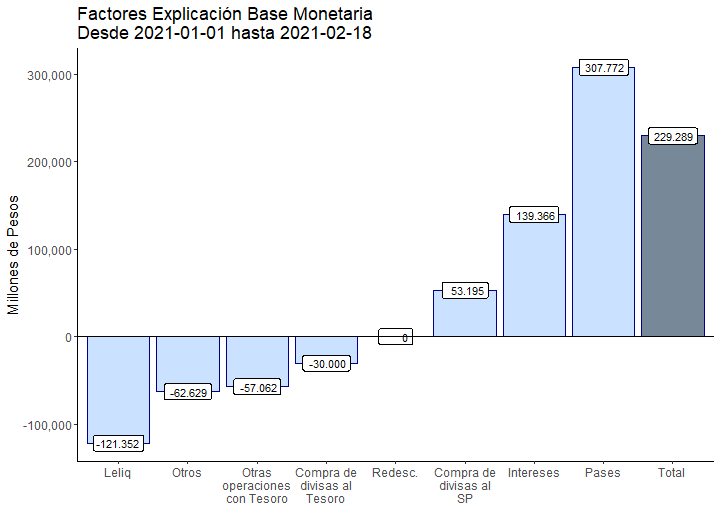 Factores Explicación Base Monetaria
Desde 2021-01-01 hasta 2021-02-18
Millones de Pesos
300,000
200,000
100,000
0
-100,000
-121.352
-62.629
-57.062
-30.000
0
53.195
139.366
307.772
229.289
Leliq
Otros
Otras
operaciones
con Tesoro
Compra de
divisas al
Tesoro
Redesc.
Compra de
divisas al
SP
Intereses
Pases
Total